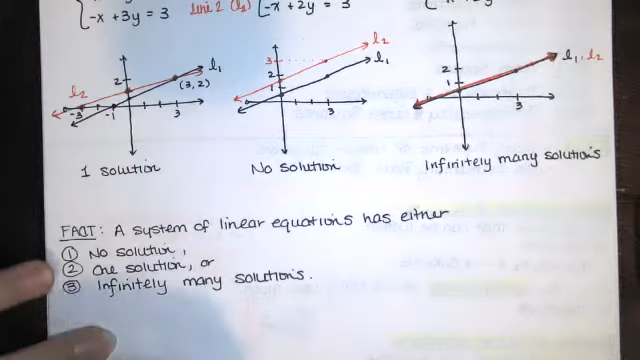 -x + 3y = 3 line 2 (l₂) -x + 2y = 3
l₂ 2 l₁ (3, 2) -3 -1 3
3 2 1 l₂ l₁ 3
2 1 l₁, l₂ 3
1 solution No solution Infinitely many solutions
FACT: A system of linear equations has either
① No solution,
② One solution, or
③ Infinitely many solutions.